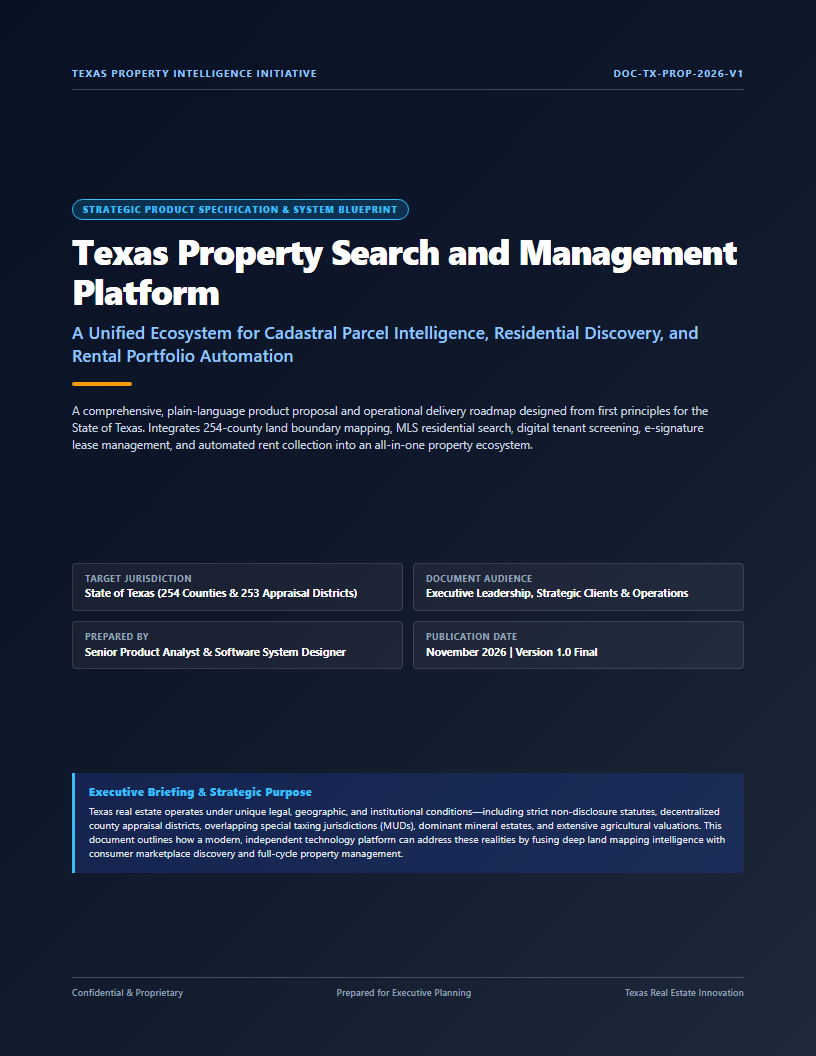 TEXAS PROPERTY INTELLIGENCE INITIATIVE
DOC-TX-PROP-2026-V1
STRATEGIC PRODUCT SPECIFICATION & SYSTEM BLUEPRINT
Texas Property Search and Management
Platform
A Unified Ecosystem for Cadastral Parcel Intelligence, Residential Discovery, and
Rental Portfolio Automation
A comprehensive, plain-language product proposal and operational delivery roadmap designed from first principles for the
State of Texas. Integrates 254-county land boundary mapping, MLS residential search, digital tenant screening, e-signature
lease management, and automated rent collection into an all-in-one property ecosystem.
TARGET JURISDICTION
State of Texas (254 Counties & 253 Appraisal Districts)
DOCUMENT AUDIENCE
Executive Leadership, Strategic Clients & Operations
PREPARED BY
Senior Product Analyst & Software System Designer
PUBLICATION DATE
November 2026 | Version 1.0 Final
Executive Briefing & Strategic Purpose
Texas real estate operates under unique legal, geographic, and institutional conditions—including strict non-disclosure statutes, decentralized
county appraisal districts, overlapping special taxing jurisdictions (MUDs), dominant mineral estates, and extensive agricultural valuations. This
document outlines how a modern, independent technology platform can address these realities by fusing deep land mapping intelligence with
consumer marketplace discovery and full-cycle property management.
Confidential & Proprietary
Prepared for Executive Planning
Texas Real Estate Innovation